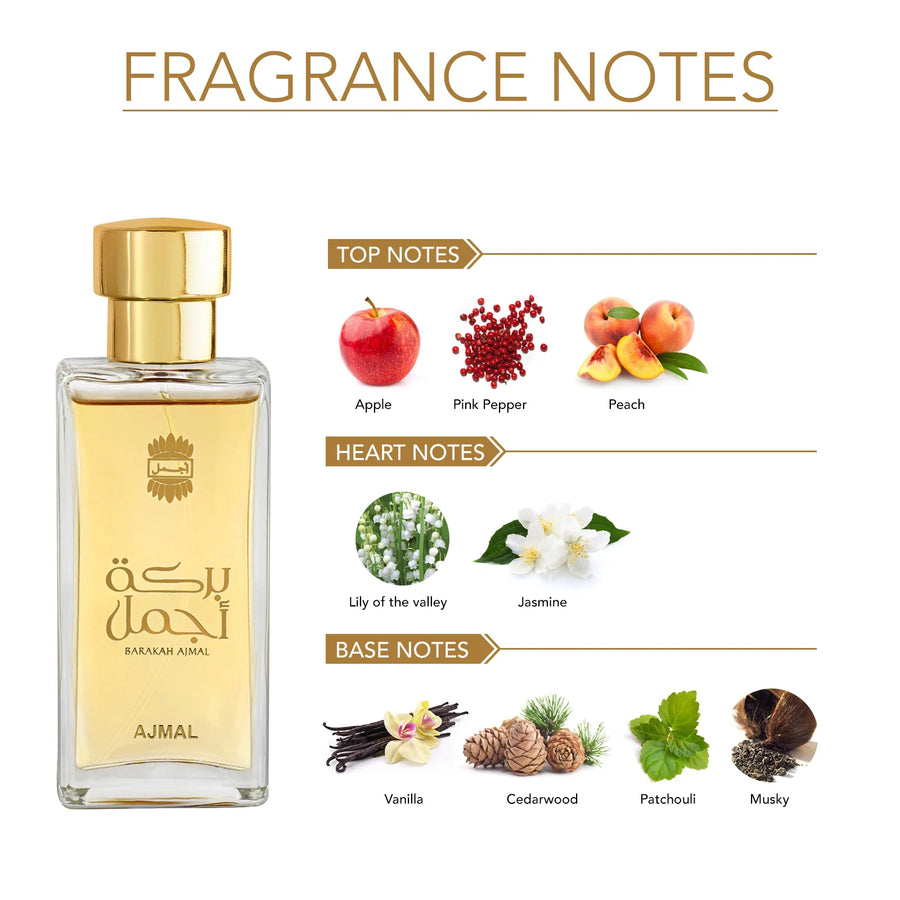 FRAGRANCE NOTES
TOP NOTES
Apple
Pink Pepper
Peach
HEART NOTES
Lily of the valley
Jasmine
BASE NOTES
Vanilla
Cedarwood
Patchouli
Musky
أجمل
بركة
أجمل
BARAKAH AJMAL
AJMAL